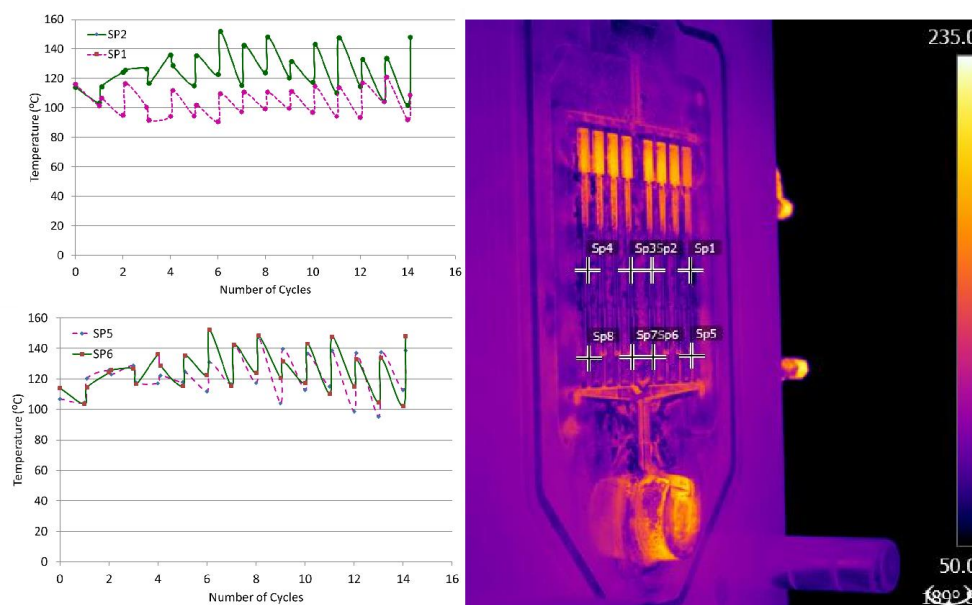 160
140
120
100
80
60
40
20
0
SP2
SP1
Temperature (°C)
0 2 4 6 8 10 12 14 16
Number of Cycles
160
140
120
100
80
60
40
20
0
SP5
SP6
Temperature (°C)
0 2 4 6 8 10 12 14 16
Number of Cycles
235.0
Sp4 Sp3 Sp2 Sp1
Sp8 Sp7 Sp6 Sp5
50.0